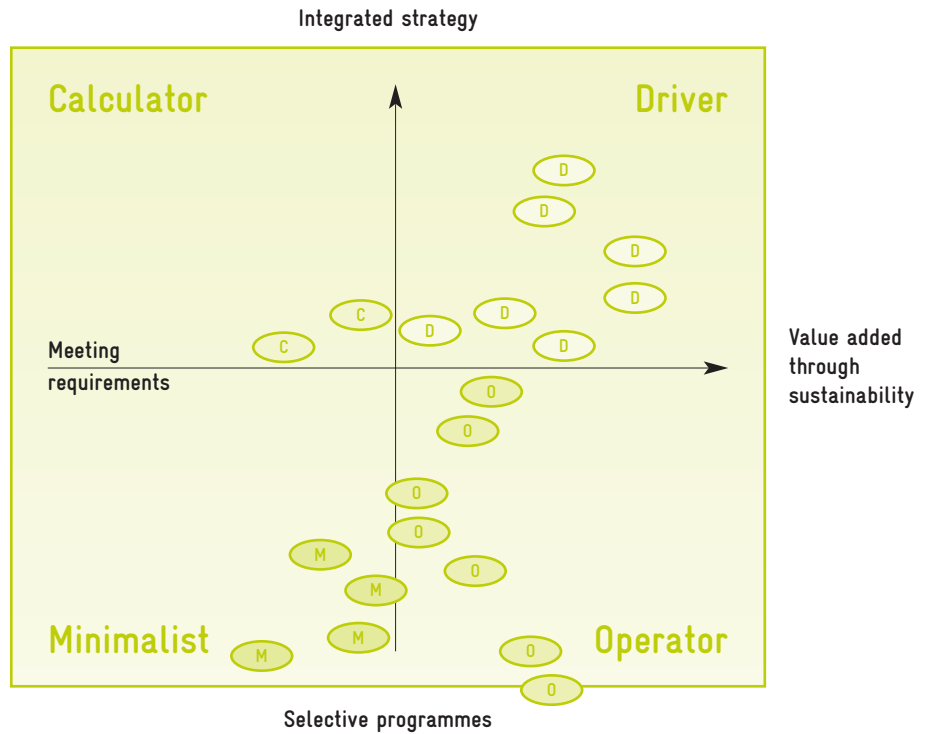 Integrated strategy
Calculator
Driver
D
D
D
D
C
D
D
C
D
Meeting
requirements
Value added
through
sustainability
O
O
O
O
M
O
M
Minimalist
M
M
Operator
O
O
Selective programmes